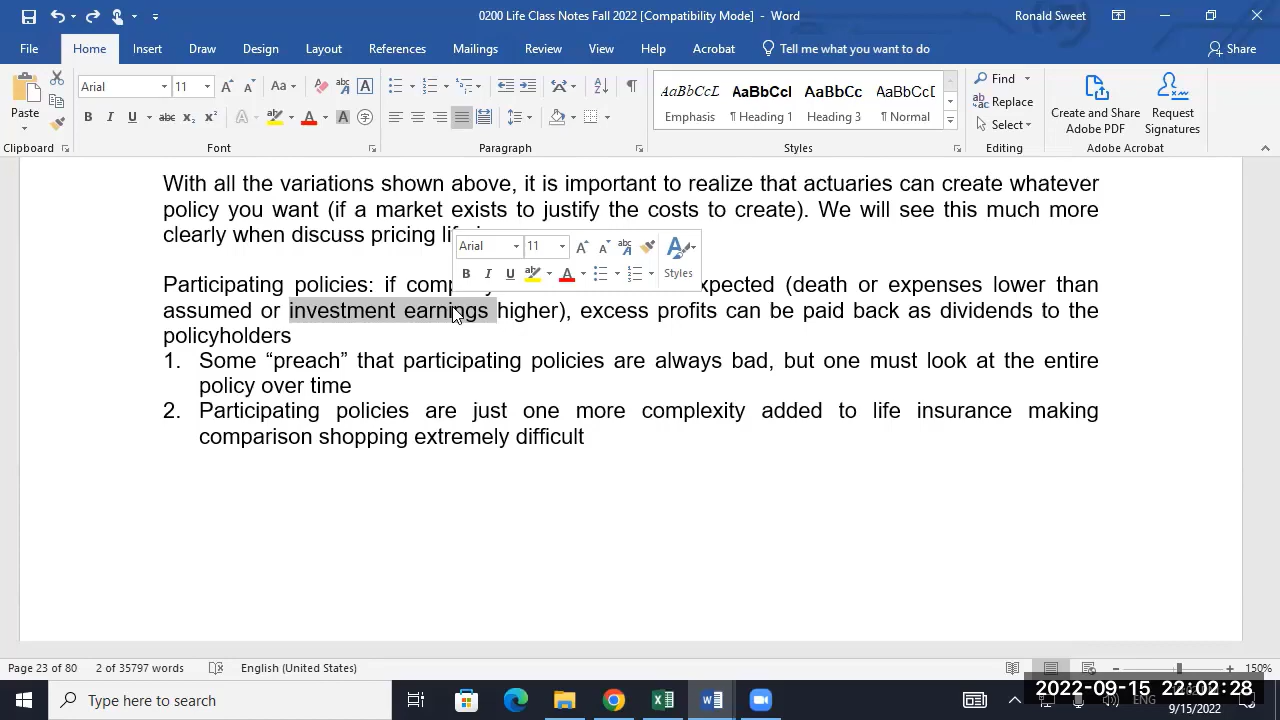 0200 Life Class Notes Fall 2022 [Compatibility Mode] - Word
Ronald Sweet
File Home Insert Draw Design Layout References Mailings Review View Help Acrobat Tell me what you want to do Share
Arial 11 Aa
AaBbCcL AaBbCcl AaBbCc AaBbCcD
Find
Replace
Select
Paste
Emphasis ¶ Heading 1 Heading 3 ¶ Normal
Create and Share Adobe PDF
Request Signatures
Clipboard Font Paragraph Styles Editing Adobe Acrobat
With all the variations shown above, it is important to realize that actuaries can create whatever
policy you want (if a market exists to justify the costs to create). We will see this much more
clearly when discuss pricing
Arial 11
Styles
Participating policies: if (death or expenses lower than
assumed or investment earnings higher), excess profits can be paid back as dividends to the
policyholders
1. Some “preach” that participating policies are always bad, but one must look at the entire
policy over time
2. Participating policies are just one more complexity added to life insurance making
comparison shopping extremely difficult
Page 23 of 80 2 of 35797 words English (United States) 150%
Type here to search
2022-09-15 22:02:28
ENG
9/15/2022